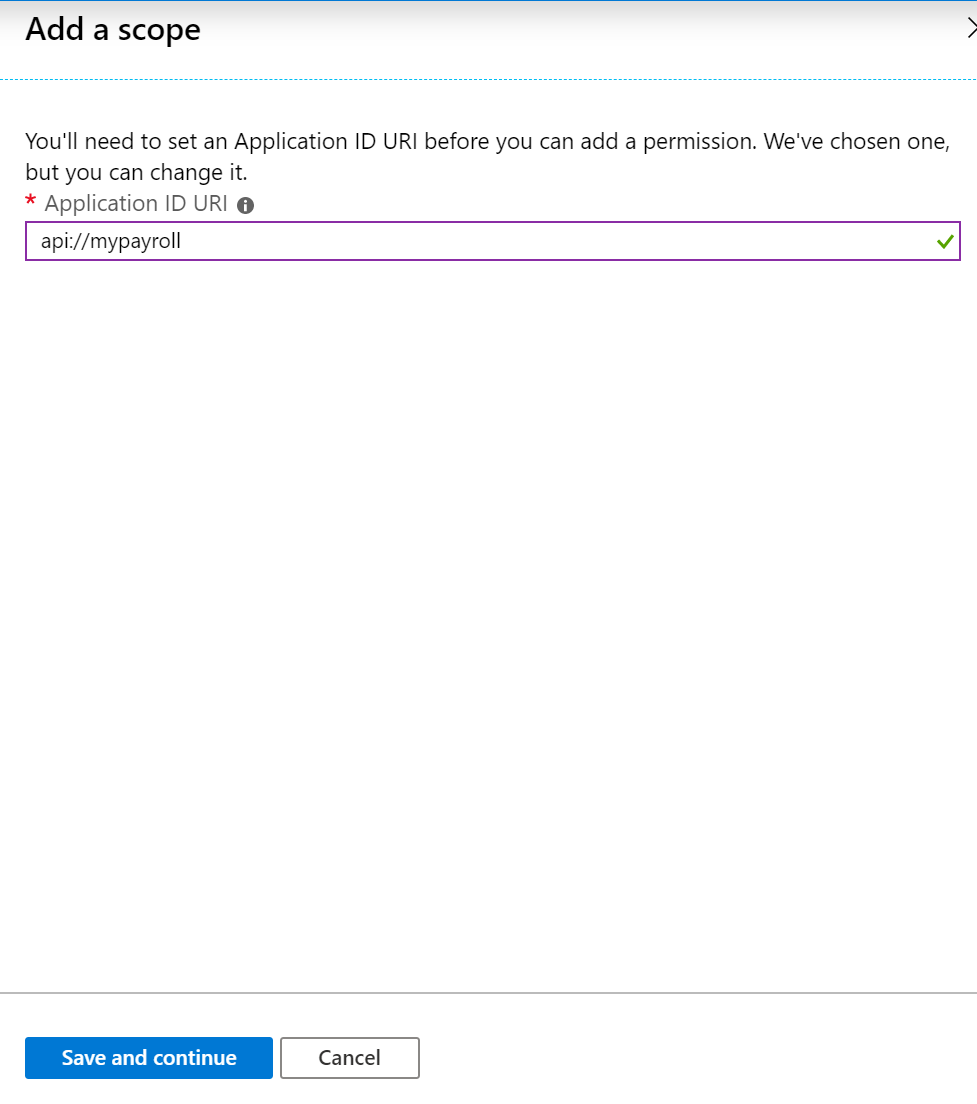 Add a scope
You'll need to set an Application ID URI before you can add a permission. We've chosen one,
but you can change it.
* Application ID URI
api://mypayroll
Save and continue
Cancel